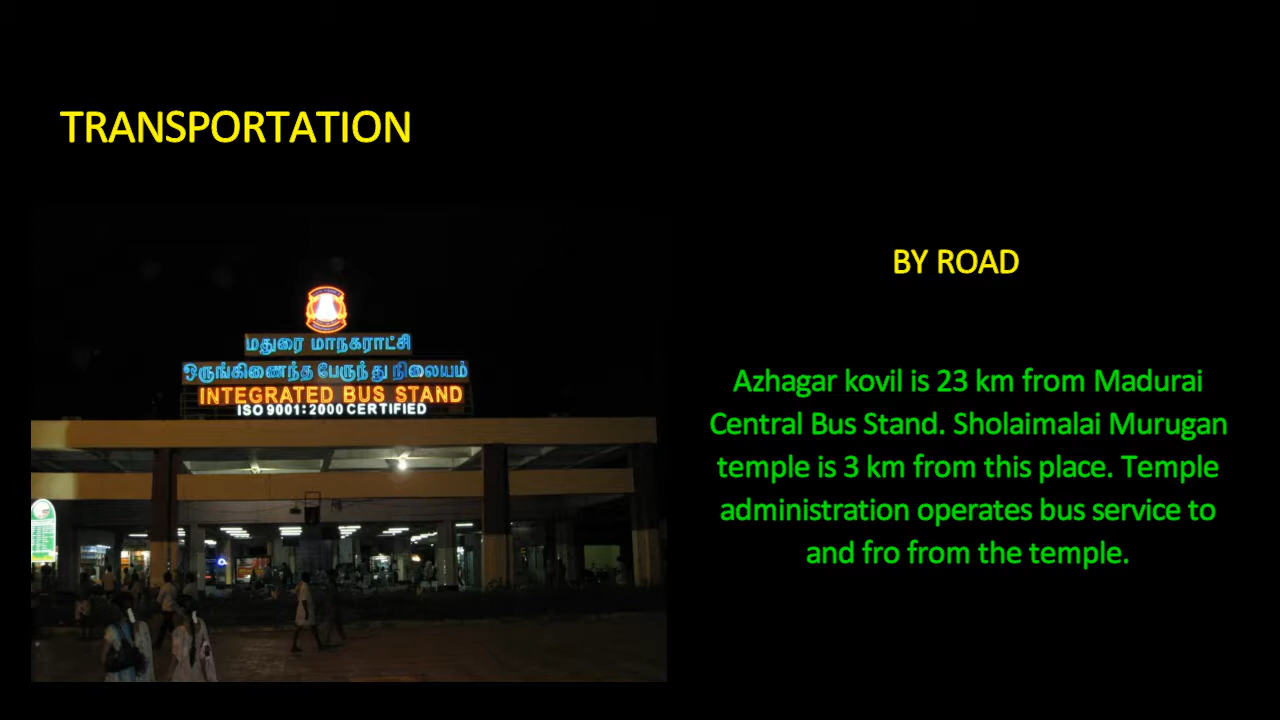 TRANSPORTATION
BY ROAD
மதுரை மாநகராட்சி
ஒருங்கிணைந்த பேருந்து நிலையம்
INTEGRATED BUS STAND
ISO 9001:2000 CERTIFIED
Azhagar kovil is 23 km from Madurai
Central Bus Stand. Sholaimalai Murugan
temple is 3 km from this place. Temple
administration operates bus service to
and fro from the temple.